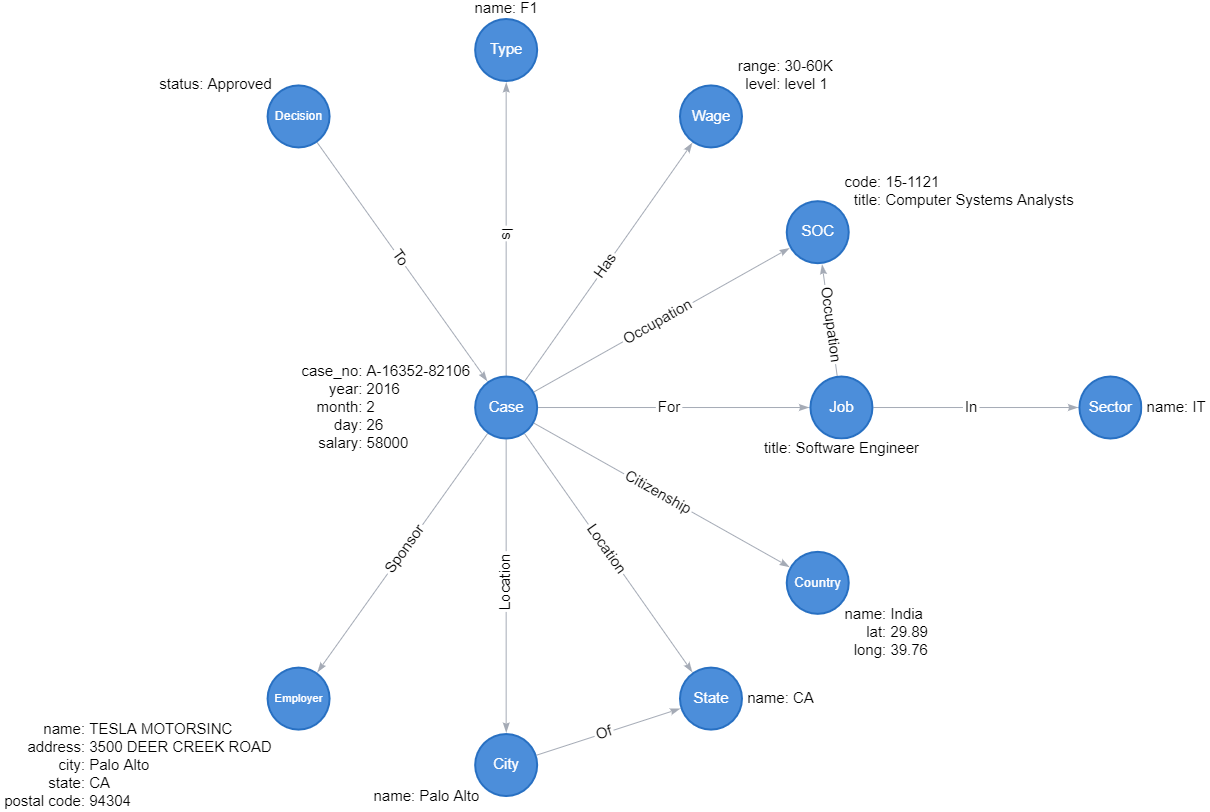 name: F1
Type
range: 30-60K
level: level 1
status: Approved
Decision
Wage
code: 15-1121
title: Computer Systems Analysts
SOC
To
Is
Has
Occupation
Occupation
case_no: A-16352-82106
year: 2016
month: 2
day: 26
salary: 58000
Case
For
Job
In
Sector
name: IT
title: Software Engineer
Citizenship
Sponsor
Location
Location
Country
name: India
lat: 29.89
long: 39.76
Employer
State
name: CA
name: TESLA MOTORSINC
address: 3500 DEER CREEK ROAD
city: Palo Alto
state: CA
postal code: 94304
Of
City
name: Palo Alto